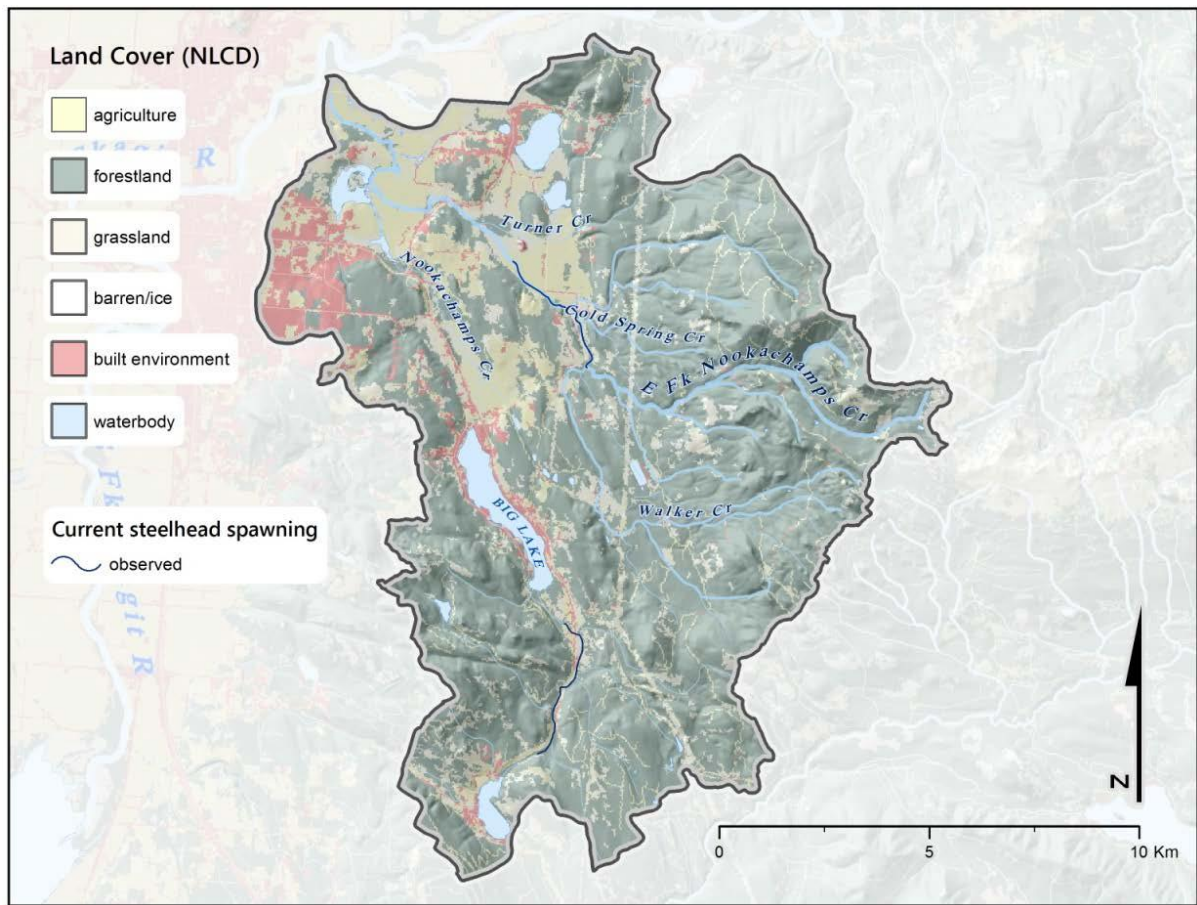 Land Cover (NLCD)
agriculture
forestland
grassland
barren/ice
built environment
waterbody
Current steelhead spawning
observed
R
git R
Turner Cr
Nookachamps Cr
Cold Spring Cr
E Fk Nookachamps Cr
Walker Cr
BIG LAKE
N
0
5
10 Km